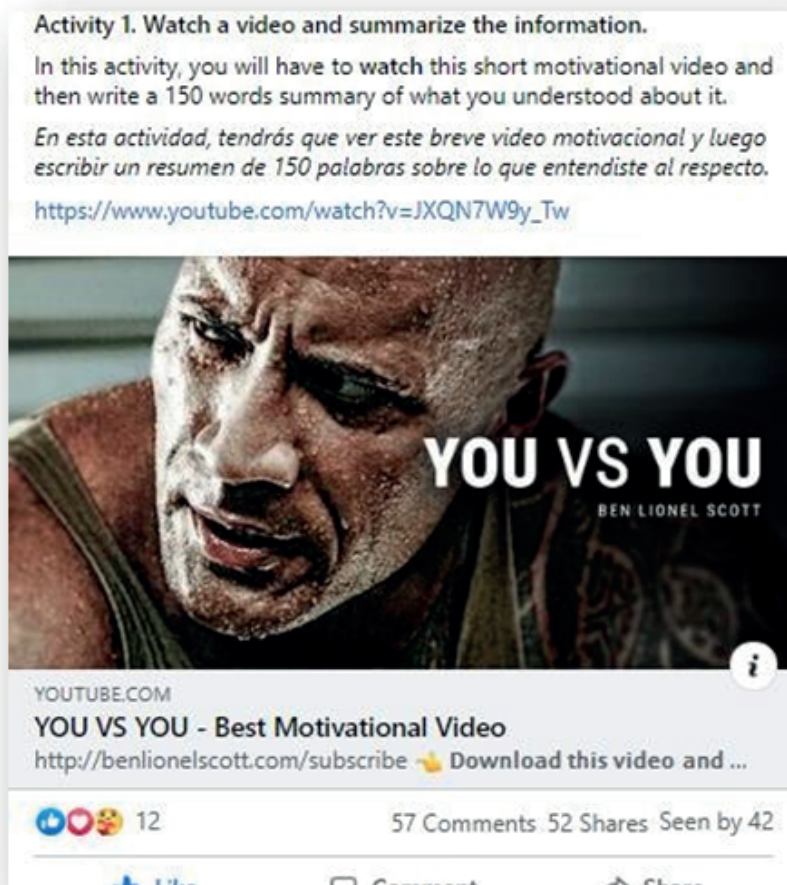 Activity 1. Watch a video and summarize the information.
In this activity, you will have to watch this short motivational video and
then write a 150 words summary of what you understood about it.
En esta actividad, tendrás que ver este breve video motivacional y luego
escribir un resumen de 150 palabras sobre lo que entendiste al respecto.
https://www.youtube.com/watch?v=JXQN7W9y_Tw
YOU VS YOU
BEN LIONEL SCOTT
i
YOUTUBE.COM
YOU VS YOU - Best Motivational Video
http://benlionelscott.com/subscribe 👍 Download this video and ...
12 57 Comments 52 Shares Seen by 42
Like Comment Share